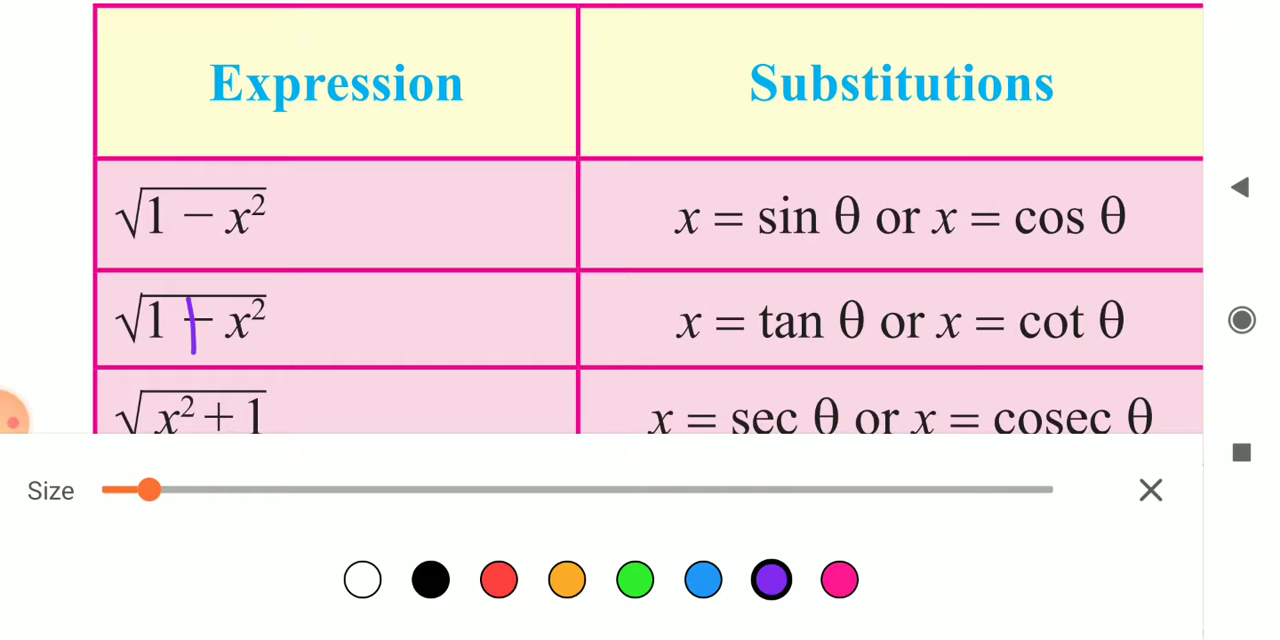 Expression Substitutions
√1 − x² x = sin θ or x = cos θ
√1 + x² x = tan θ or x = cot θ
√x² + 1 x = sec θ or x = cosec θ
Size